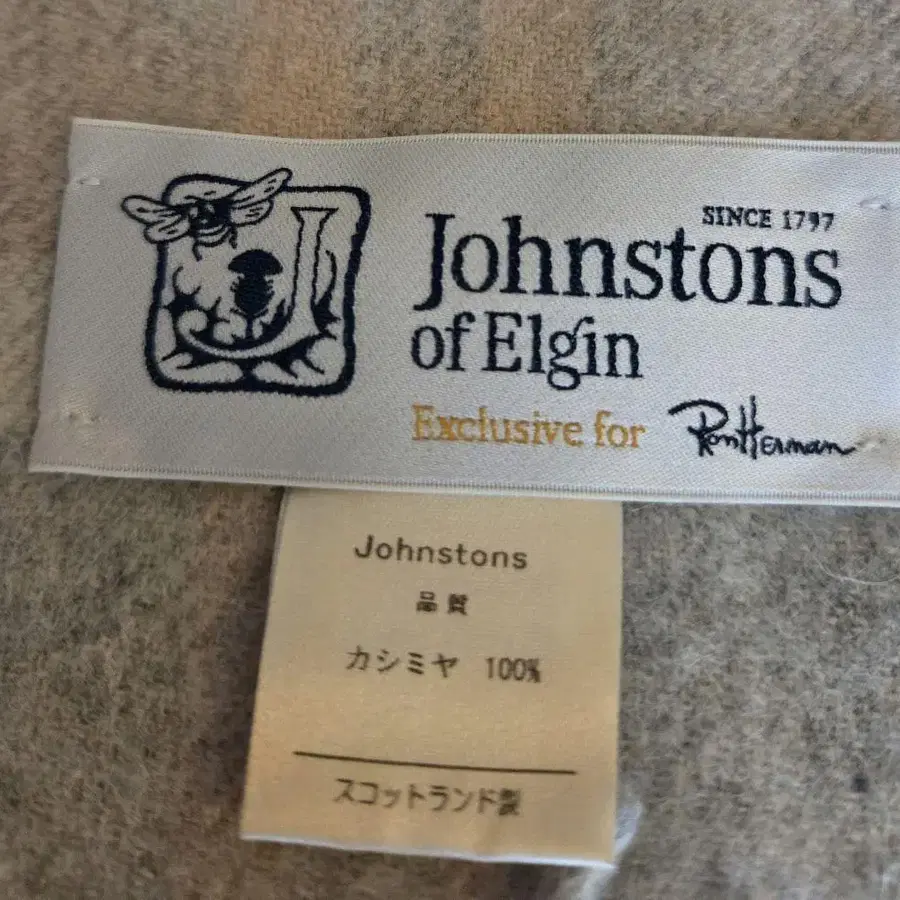 SINCE 1797
Johnstons
of Elgin
Exclusive for Ron Herman
Johnstons
品質
カシミヤ 100%
スコットランド製